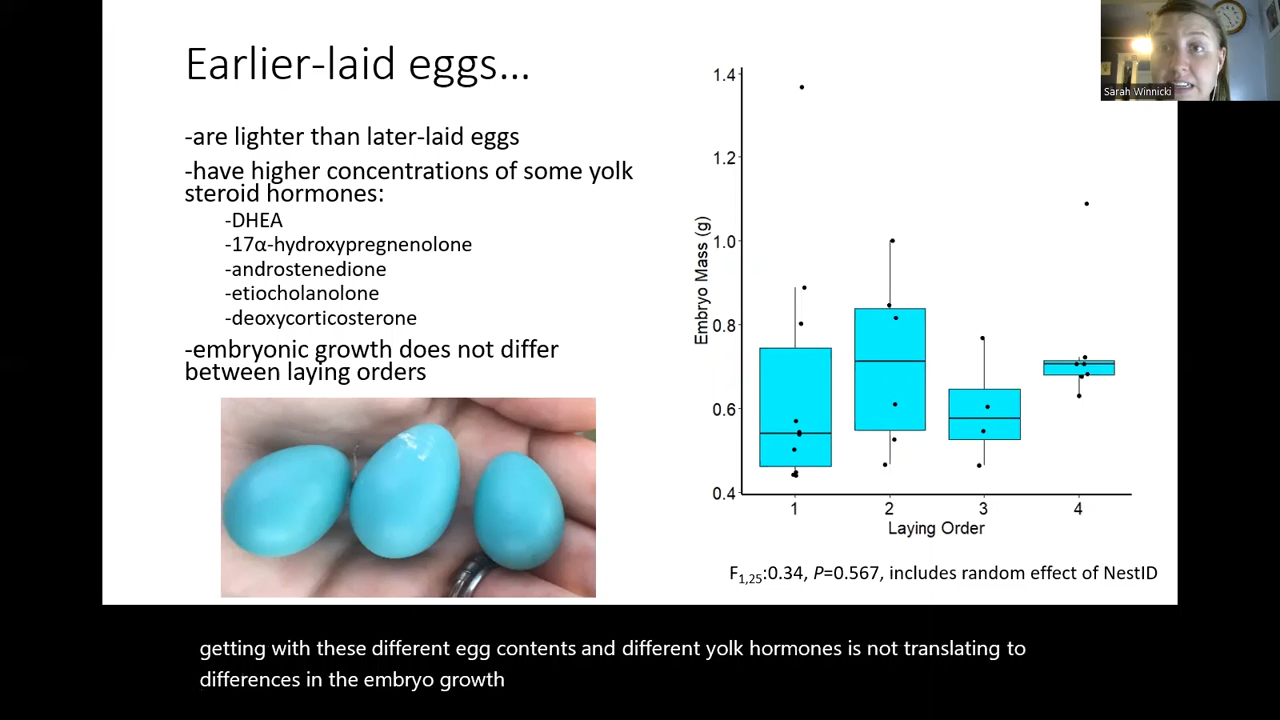 Earlier-laid eggs...
-are lighter than later-laid eggs
-have higher concentrations of some yolk
steroid hormones:
-DHEA
-17α-hydroxypregnenolone
-androstenedione
-etiocholanolone
-deoxycorticosterone
-embryonic growth does not differ
between laying orders
1.4
1.2
1.0
0.8
0.6
0.4
Embryo Mass (g)
1 2 3 4
Laying Order
F1,25:0.34, P=0.567, includes random effect of NestID
Sarah Winnicki
getting with these different egg contents and different yolk hormones is not translating to
differences in the embryo growth